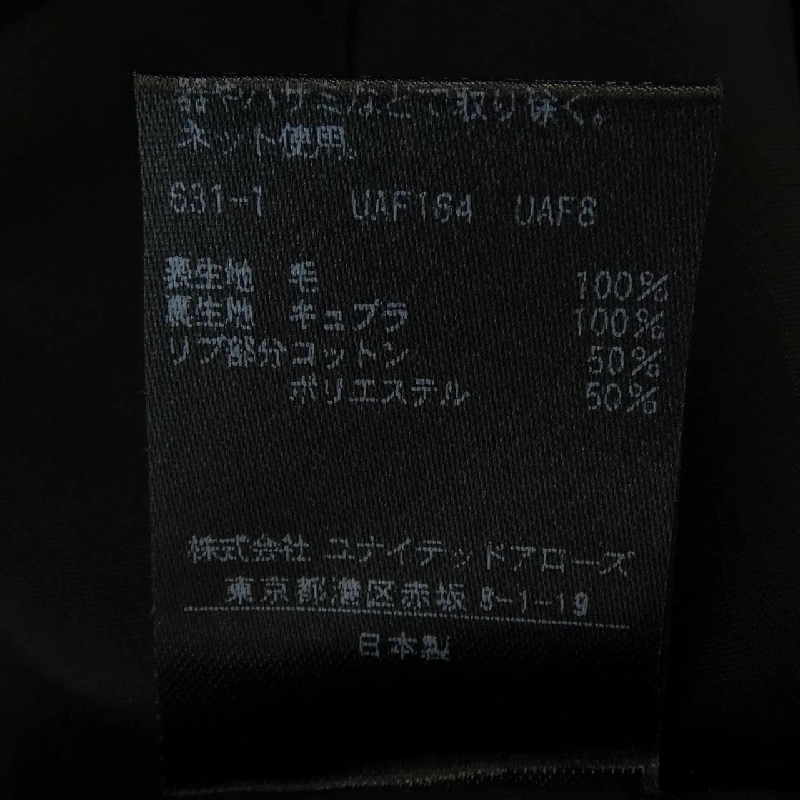 器やハサミなどで取り除く。
ネット使用。
631-1 UAF164 UAF8
表生地 毛 100%
裏生地 キュプラ 100%
リブ部分コットン 50%
ポリエステル 50%
株式会社 ユナイテッドアローズ
東京都港区赤坂 8-1-19
日本製